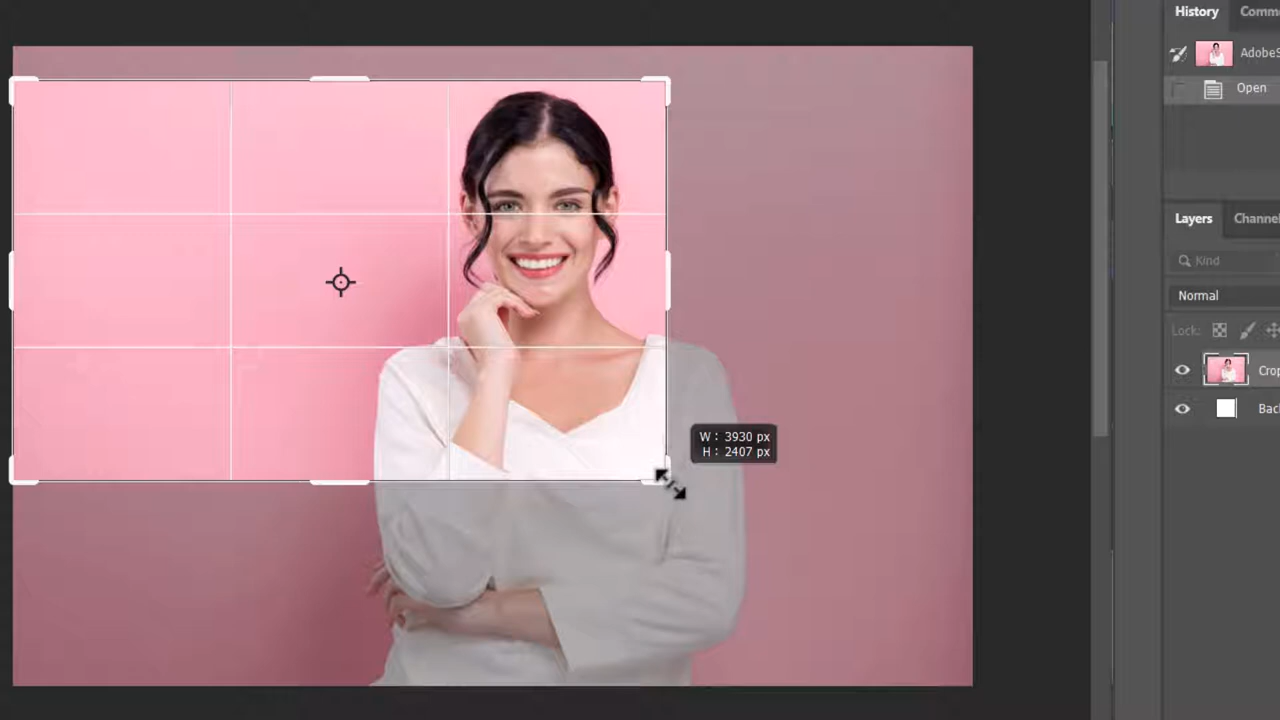 History Comm
AdobeS
Open
Layers Channel
Kind
Normal
Lock:
Crop
Bac
W: 3930 px
H: 2407 px